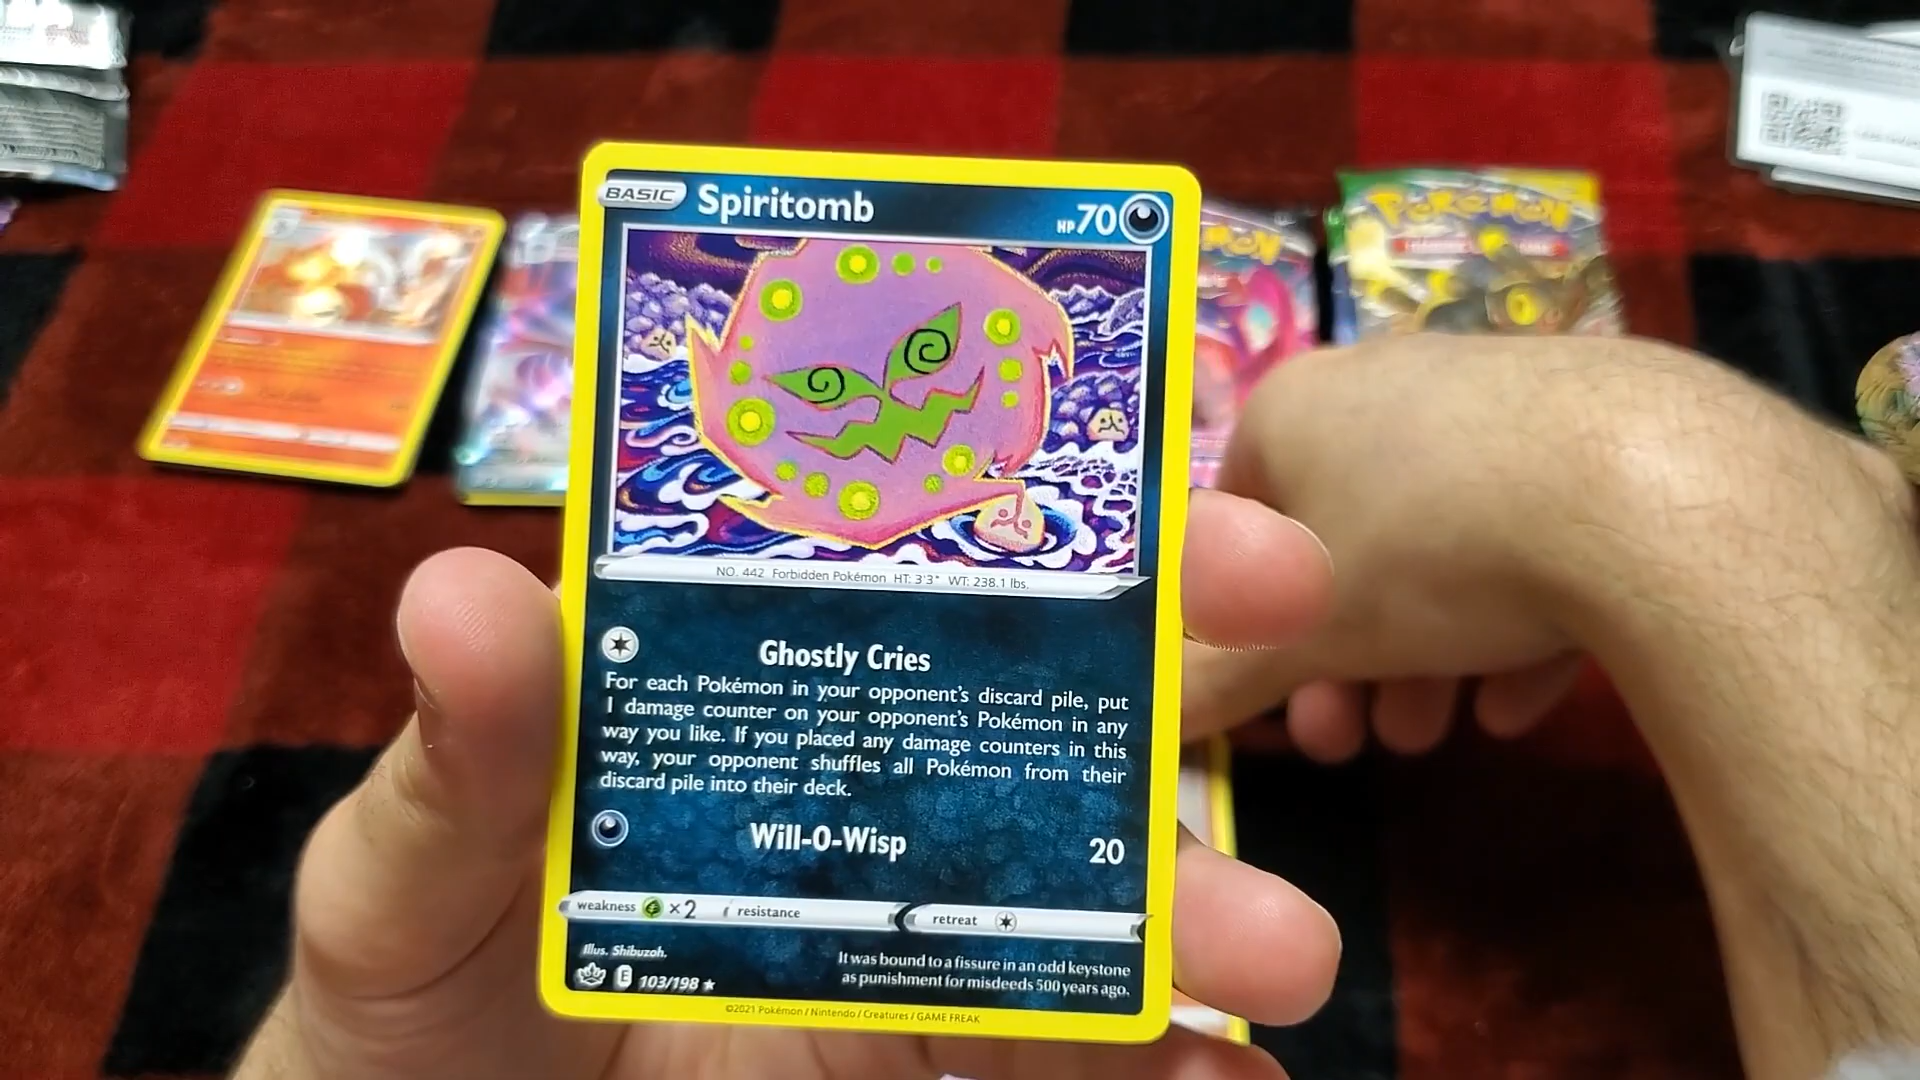 BASIC Spiritomb HP70
NO. 442 Forbidden Pokémon HT: 3'3" WT: 238.1 lbs.
Ghostly Cries
For each Pokémon in your opponent's discard pile, put
1 damage counter on your opponent's Pokémon in any
way you like. If you placed any damage counters in this
way, your opponent shuffles all Pokémon from their
discard pile into their deck.
Will-O-Wisp 20
weakness ×2 resistance retreat
Illus. Shibuzoh.
E 103/198
It was bound to a fissure in an odd keystone
as punishment for misdeeds 500 years ago.
©2021 Pokémon / Nintendo / Creatures / GAME FREAK
POKÉMON